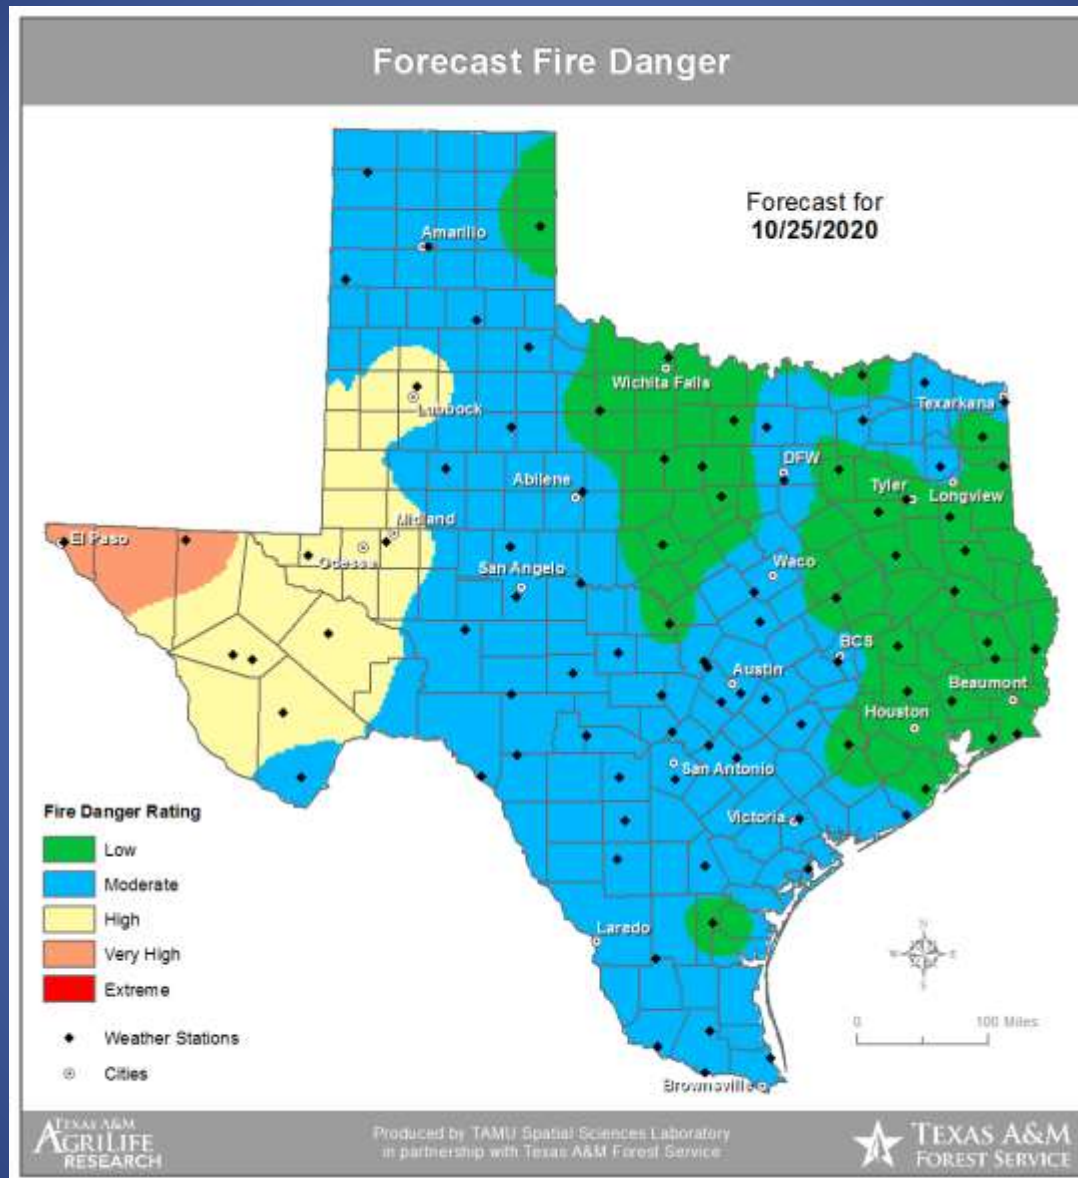 Forecast Fire Danger
Forecast for
10/25/2020
Amarillo
Wichita Falls
Lubbock
Texarkana
DFW
Abilene
Tyler
Longview
Midland
El Paso
Odessa
San Angelo
Waco
BCS
Austin
Beaumont
Houston
San Antonio
Victoria
Laredo
Brownsville
Fire Danger Rating
Low
Moderate
High
Very High
Extreme
Weather Stations
Cities
N
W E
S
0 100 Miles
TEXAS A&M
AGRILIFE
RESEARCH
Produced by TAMU Spatial Sciences Laboratory
in partnership with Texas A&M Forest Service
TEXAS A&M
FOREST SERVICE